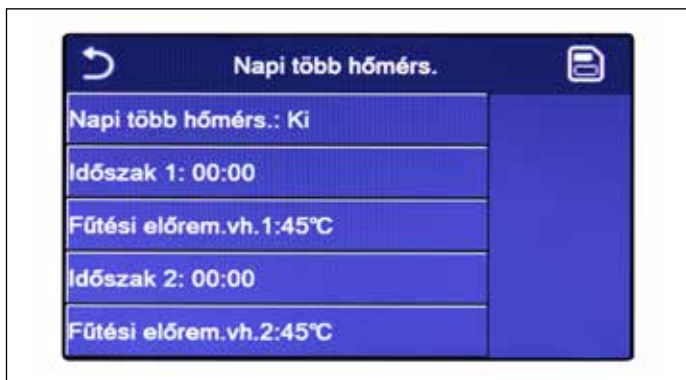 Napi több hőmérs.
Napi több hőmérs.: Ki
Időszak 1: 00:00
Fűtési előrem.vh.1:45℃
Időszak 2: 00:00
Fűtési előrem.vh.2:45℃